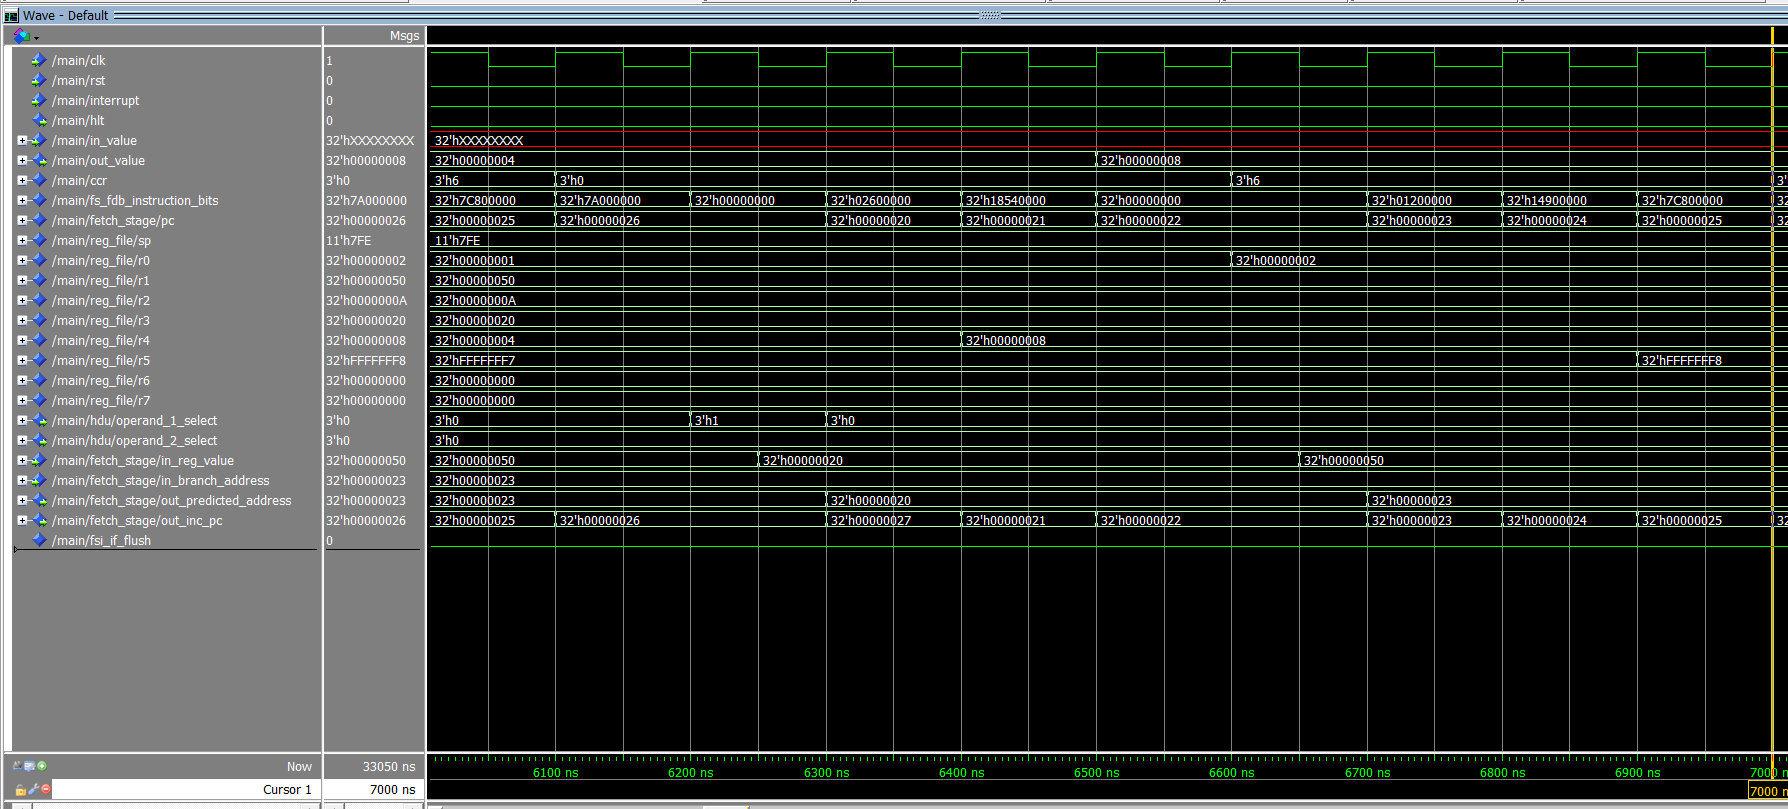 Wave - Default
Msgs
/main/clk 1
/main/rst 0
/main/interrupt 0
/main/hlt 0
/main/in_value 32'hXXXXXXXX 32'hXXXXXXXX
/main/out_value 32'h00000008 32'h00000004 32'h00000008
/main/ccr 3'h0 3'h6 3'h0 3'h6 3'
/main/fs_fdb_instruction_bits 32'h7A000000 32'h7C800000 32'h7A000000 32'h00000000 32'h02600000 32'h18540000 32'h00000000 32'h01200000 32'h14900000 32'h7C800000 32
/main/fetch_stage/pc 32'h00000026 32'h00000025 32'h00000026 32'h00000020 32'h00000021 32'h00000022 32'h00000023 32'h00000024 32'h00000025 32
/main/reg_file/sp 11'h7FE 11'h7FE
/main/reg_file/r0 32'h00000002 32'h00000001 32'h00000002
/main/reg_file/r1 32'h00000050 32'h00000050
/main/reg_file/r2 32'h0000000A 32'h0000000A
/main/reg_file/r3 32'h00000020 32'h00000020
/main/reg_file/r4 32'h00000008 32'h00000004 32'h00000008
/main/reg_file/r5 32'hFFFFFFF8 32'hFFFFFFF7 32'hFFFFFFF8
/main/reg_file/r6 32'h00000000 32'h00000000
/main/reg_file/r7 32'h00000000 32'h00000000
/main/hdu/operand_1_select 3'h0 3'h0 3'h1 3'h0
/main/hdu/operand_2_select 3'h0 3'h0
/main/fetch_stage/in_reg_value 32'h00000050 32'h00000050 32'h00000020 32'h00000050
/main/fetch_stage/in_branch_address 32'h00000023 32'h00000023
/main/fetch_stage/out_predicted_address 32'h00000023 32'h00000023 32'h00000020 32'h00000023
/main/fetch_stage/out_inc_pc 32'h00000026 32'h00000025 32'h00000026 32'h00000027 32'h00000021 32'h00000022 32'h00000023 32'h00000024 32'h00000025 32
/main/fsi_if_flush 0
Now 33050 ns 6100 ns 6200 ns 6300 ns 6400 ns 6500 ns 6600 ns 6700 ns 6800 ns 6900 ns 7000 n
Cursor 1 7000 ns 7000 n